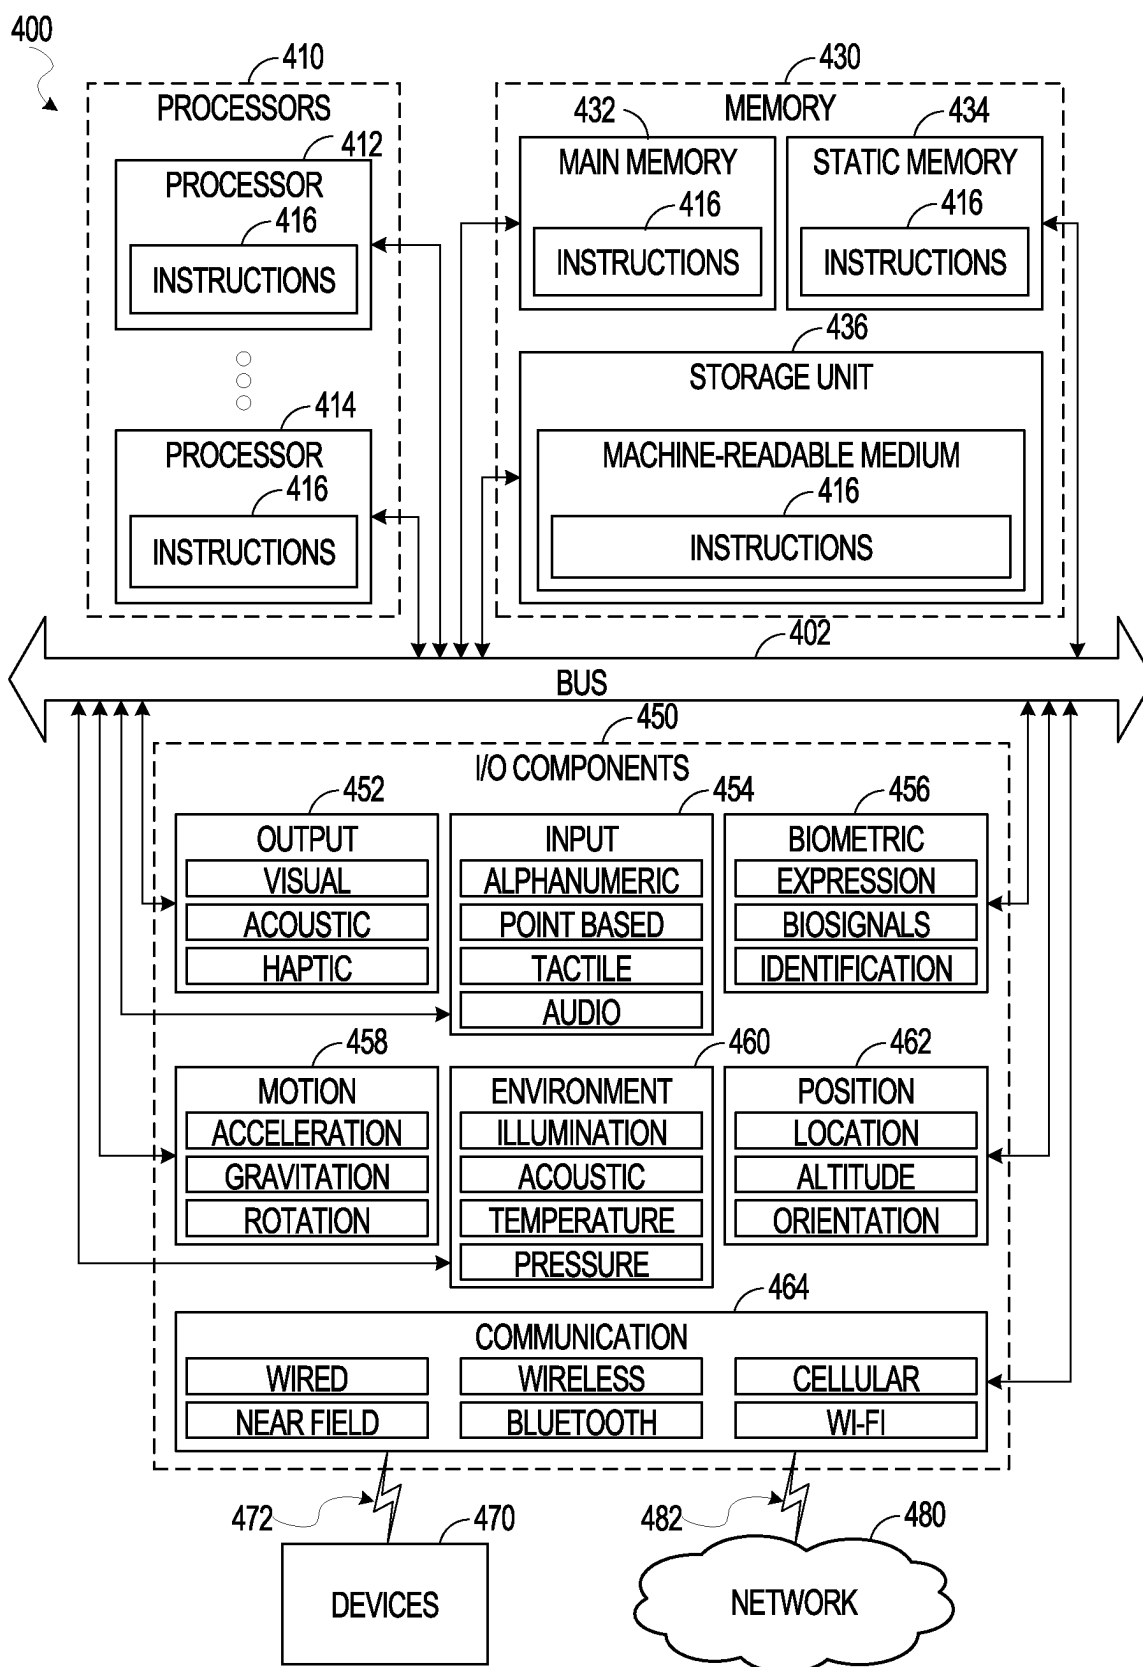 400
410
430
PROCESSORS
MEMORY
432
434
412
MAIN MEMORY
STATIC MEMORY
PROCESSOR
416
416
416
INSTRUCTIONS
INSTRUCTIONS
INSTRUCTIONS
436
STORAGE UNIT
414
PROCESSOR
MACHINE-READABLE MEDIUM
416
416
INSTRUCTIONS
INSTRUCTIONS
402
BUS
450
I/O COMPONENTS
452
454
456
OUTPUT
INPUT
BIOMETRIC
VISUAL
ALPHANUMERIC
EXPRESSION
ACOUSTIC
POINT BASED
BIOSIGNALS
HAPTIC
TACTILE
IDENTIFICATION
AUDIO
458
460
462
MOTION
ENVIRONMENT
POSITION
ACCELERATION
ILLUMINATION
LOCATION
GRAVITATION
ACOUSTIC
ALTITUDE
ROTATION
TEMPERATURE
ORIENTATION
PRESSURE
464
COMMUNICATION
WIRED
WIRELESS
CELLULAR
NEAR FIELD
BLUETOOTH
WI-FI
472
470
482
480
DEVICES
NETWORK